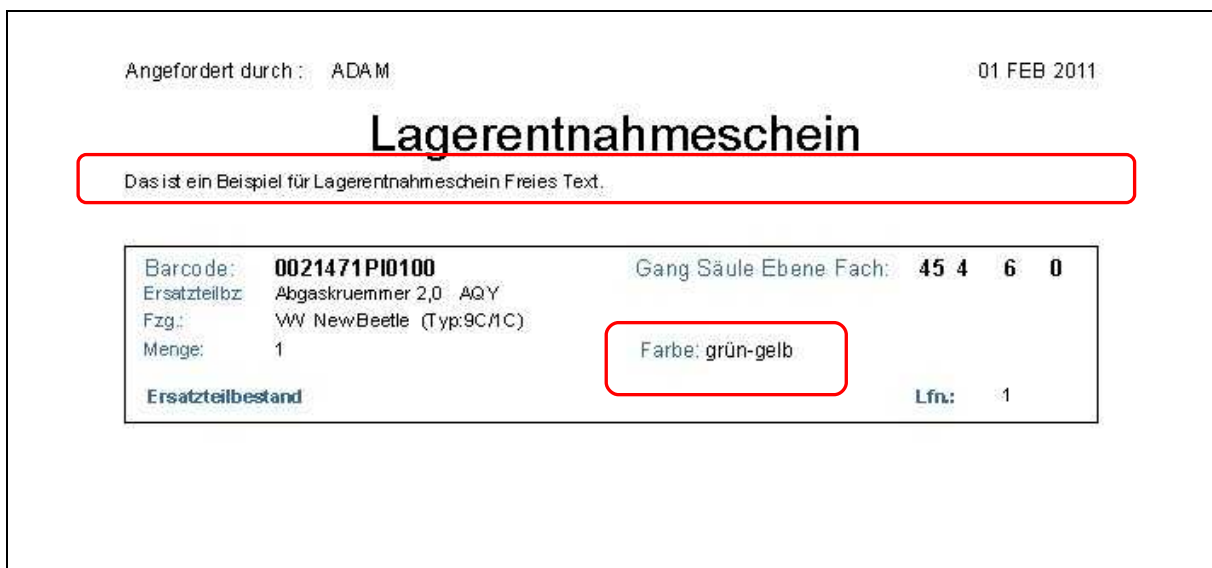 Angefordert durch : ADAM 01 FEB 2011
Lagerentnahmeschein
Das ist ein Beispiel für Lagerentnahmeschein Freies Text.
Barcode: 0021471PI0100 Gang Säule Ebene Fach: 45 4 6 0
Ersatzteilbz Abgaskruemmer 2,0 AQY
Fzg.: VW NewBeetle (Typ:9C/1C)
Menge: 1 Farbe: grün-gelb
Ersatzteilbestand Lfn.: 1